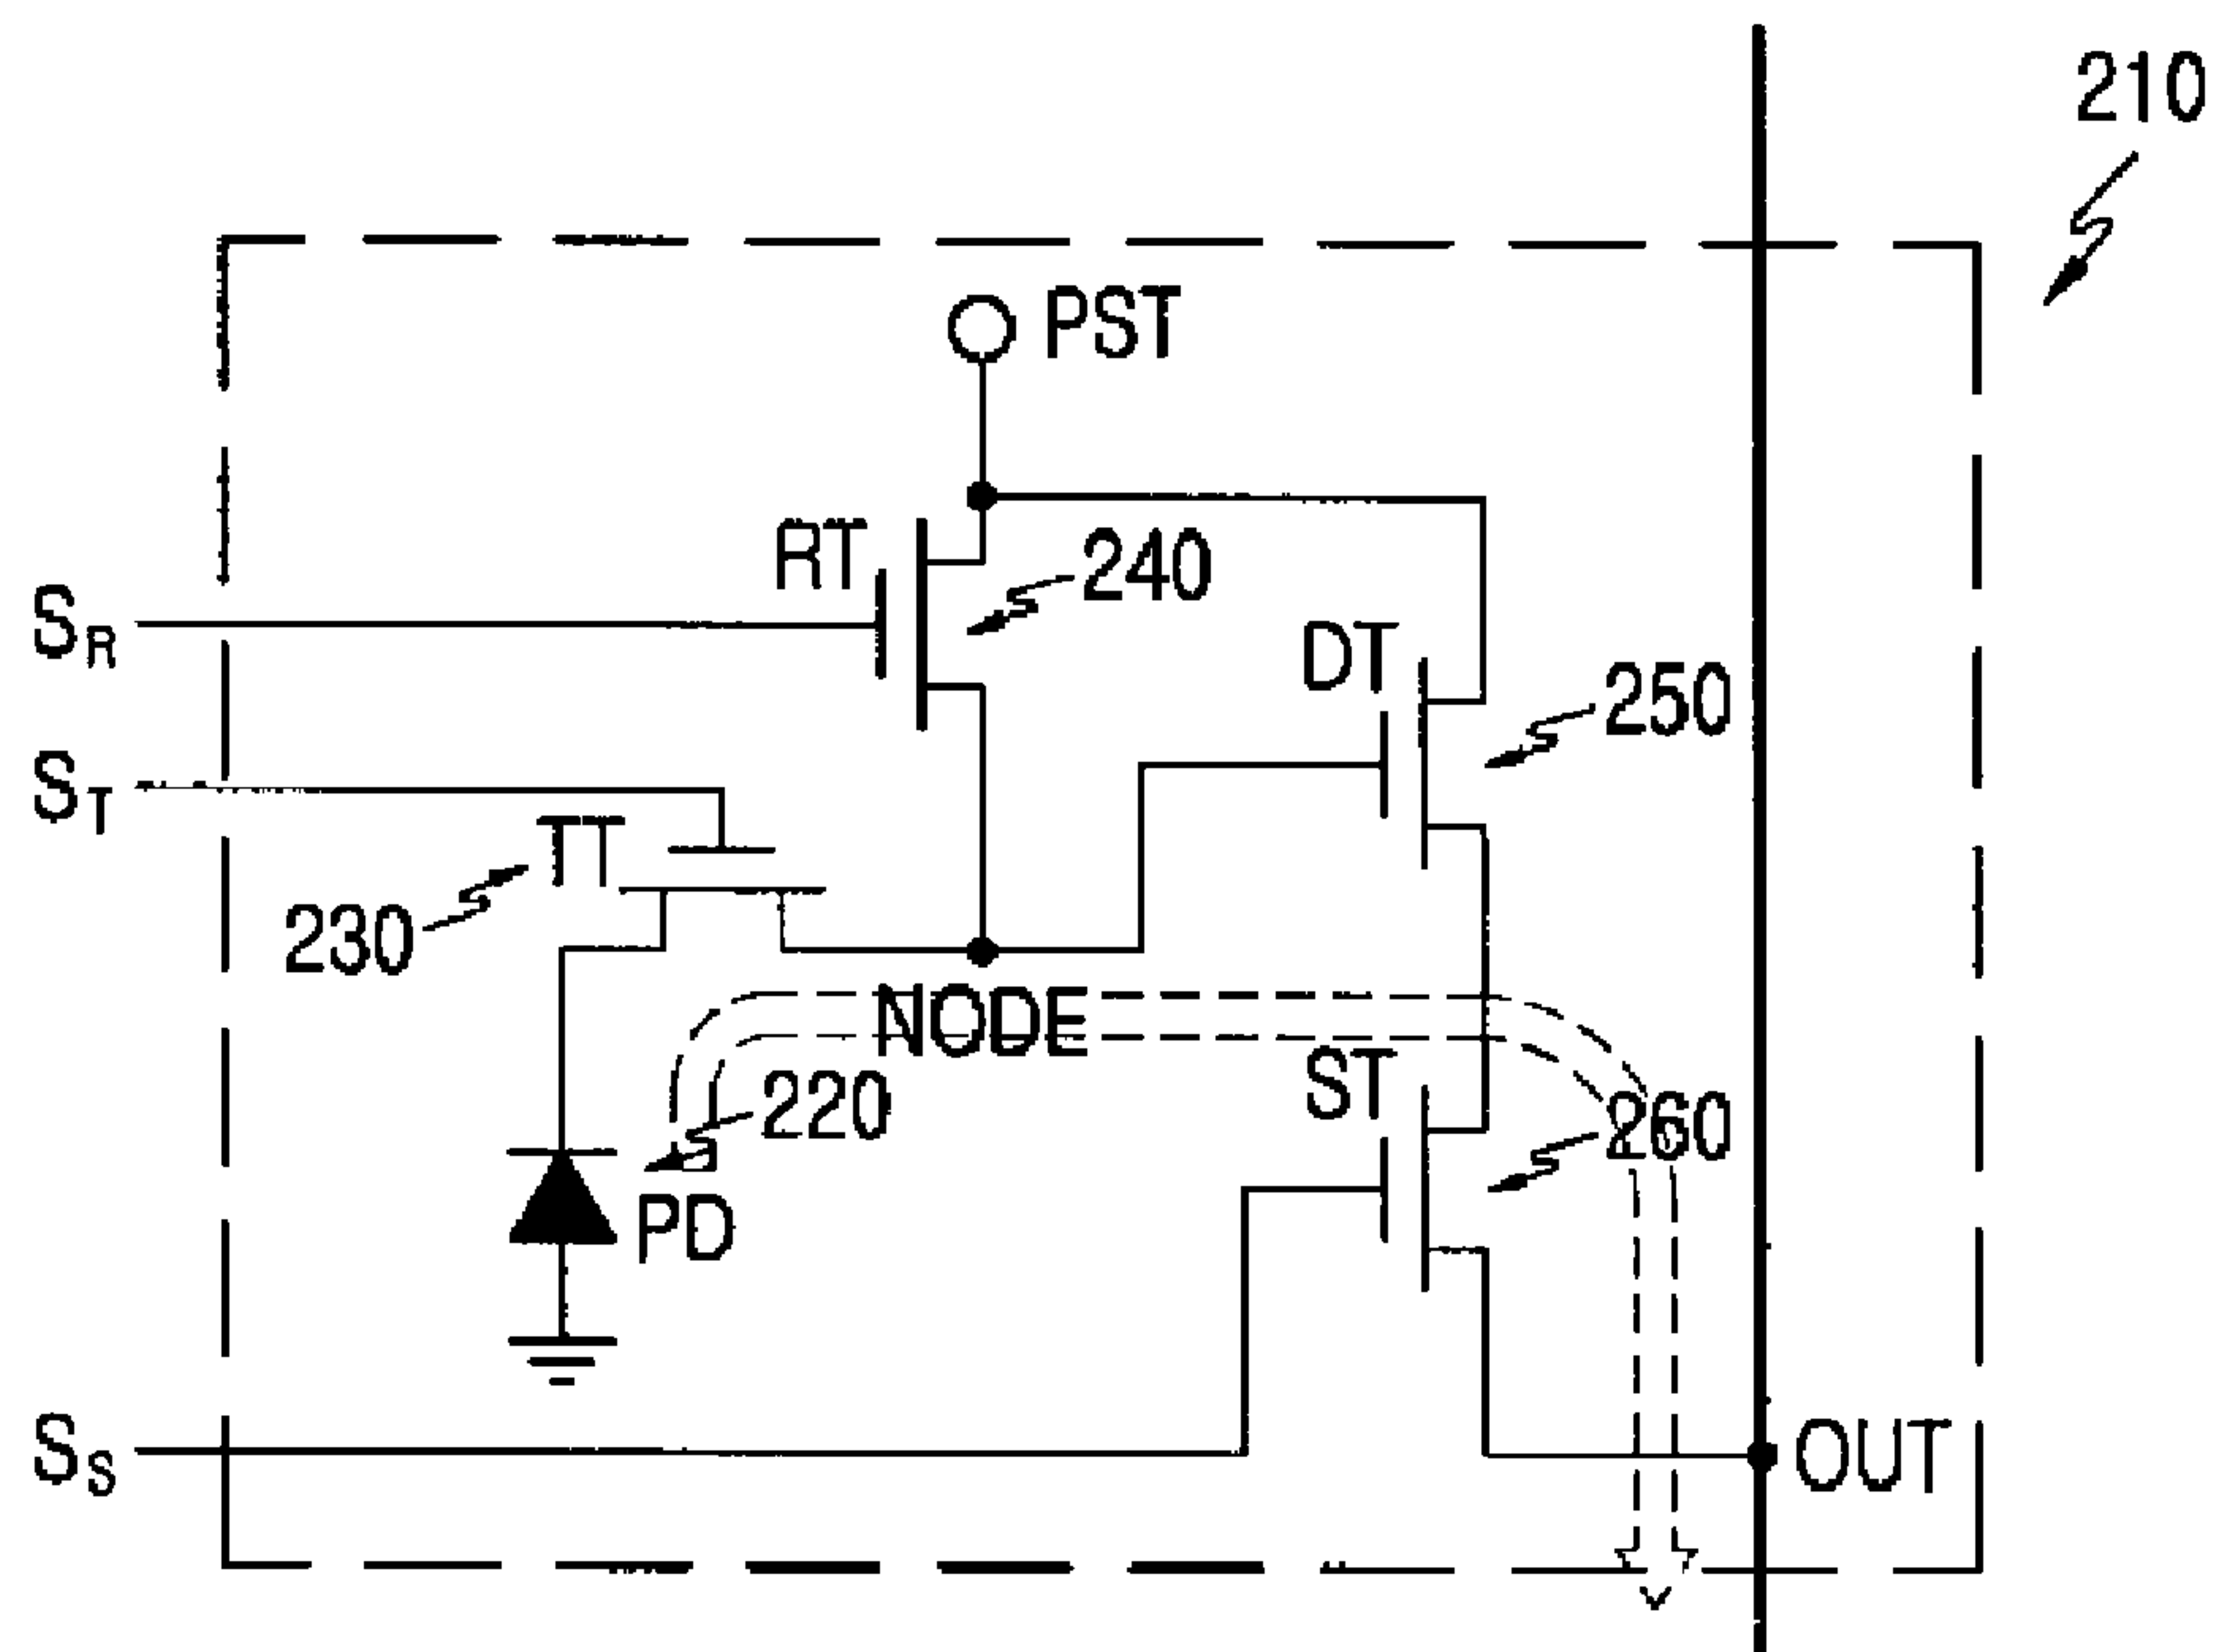 210
PST
RT
240
S_R
DT
250
S_T
TT
230
NODE
ST
220
260
PD
S_S
OUT